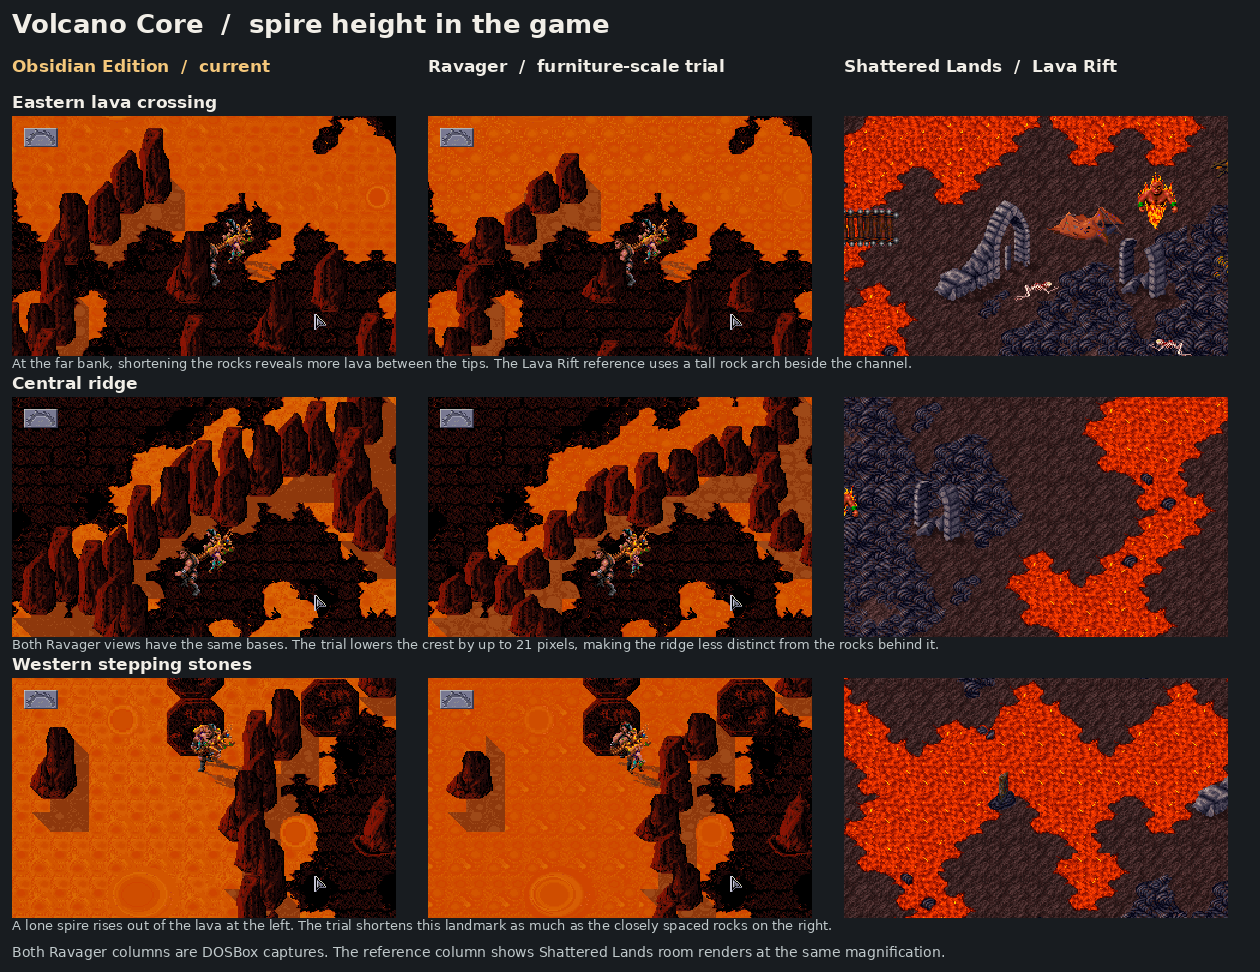 Volcano Core / spire height in the game
Obsidian Edition / current
Ravager / furniture-scale trial
Shattered Lands / Lava Rift
Eastern lava crossing
At the far bank, shortening the rocks reveals more lava between the tips. The Lava Rift reference uses a tall rock arch beside the channel.
Central ridge
Both Ravager views have the same bases. The trial lowers the crest by up to 21 pixels, making the ridge less distinct from the rocks behind it.
Western stepping stones
A lone spire rises out of the lava at the left. The trial shortens this landmark as much as the closely spaced rocks on the right.
Both Ravager columns are DOSBox captures. The reference column shows Shattered Lands room renders at the same magnification.